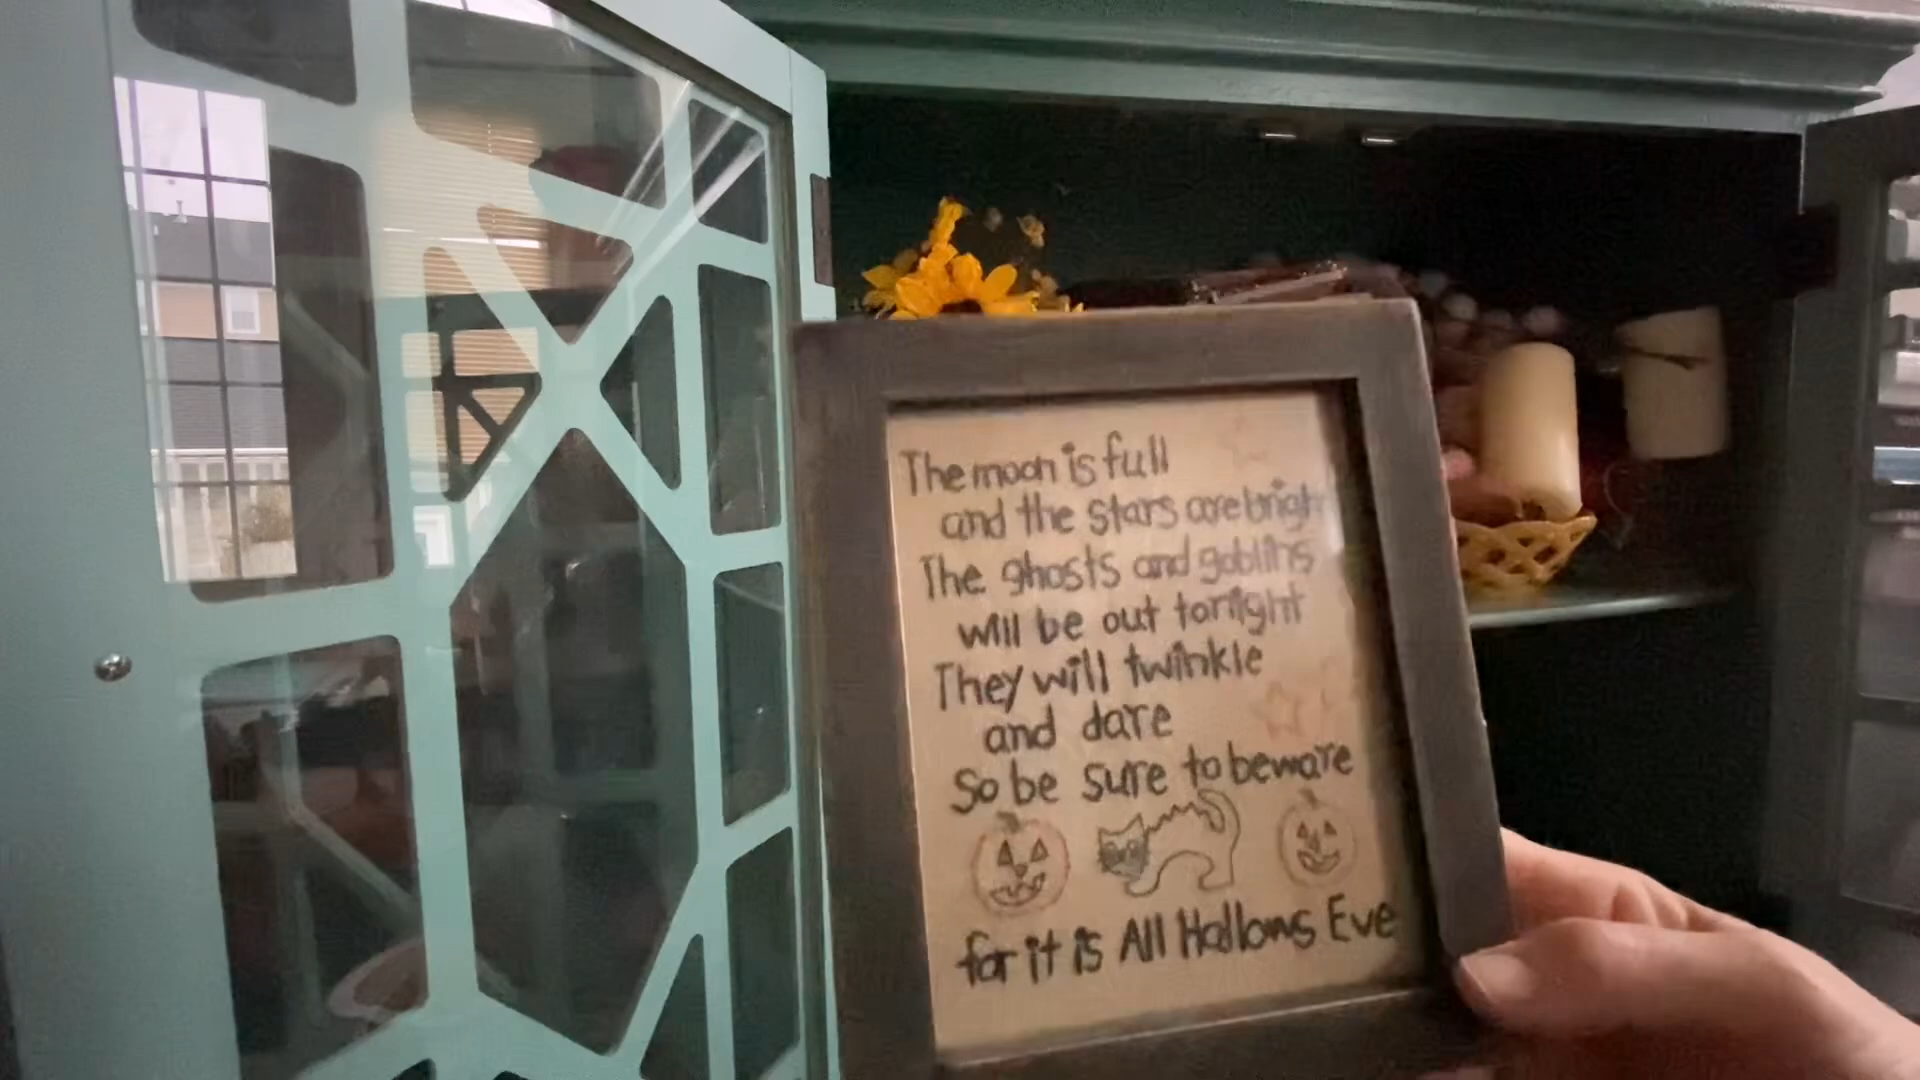 The moon is full
and the stars are bright
The ghosts and goblins
will be out tonight
They will twinkle
and dare
So be sure to beware
for it is All Hallows Eve